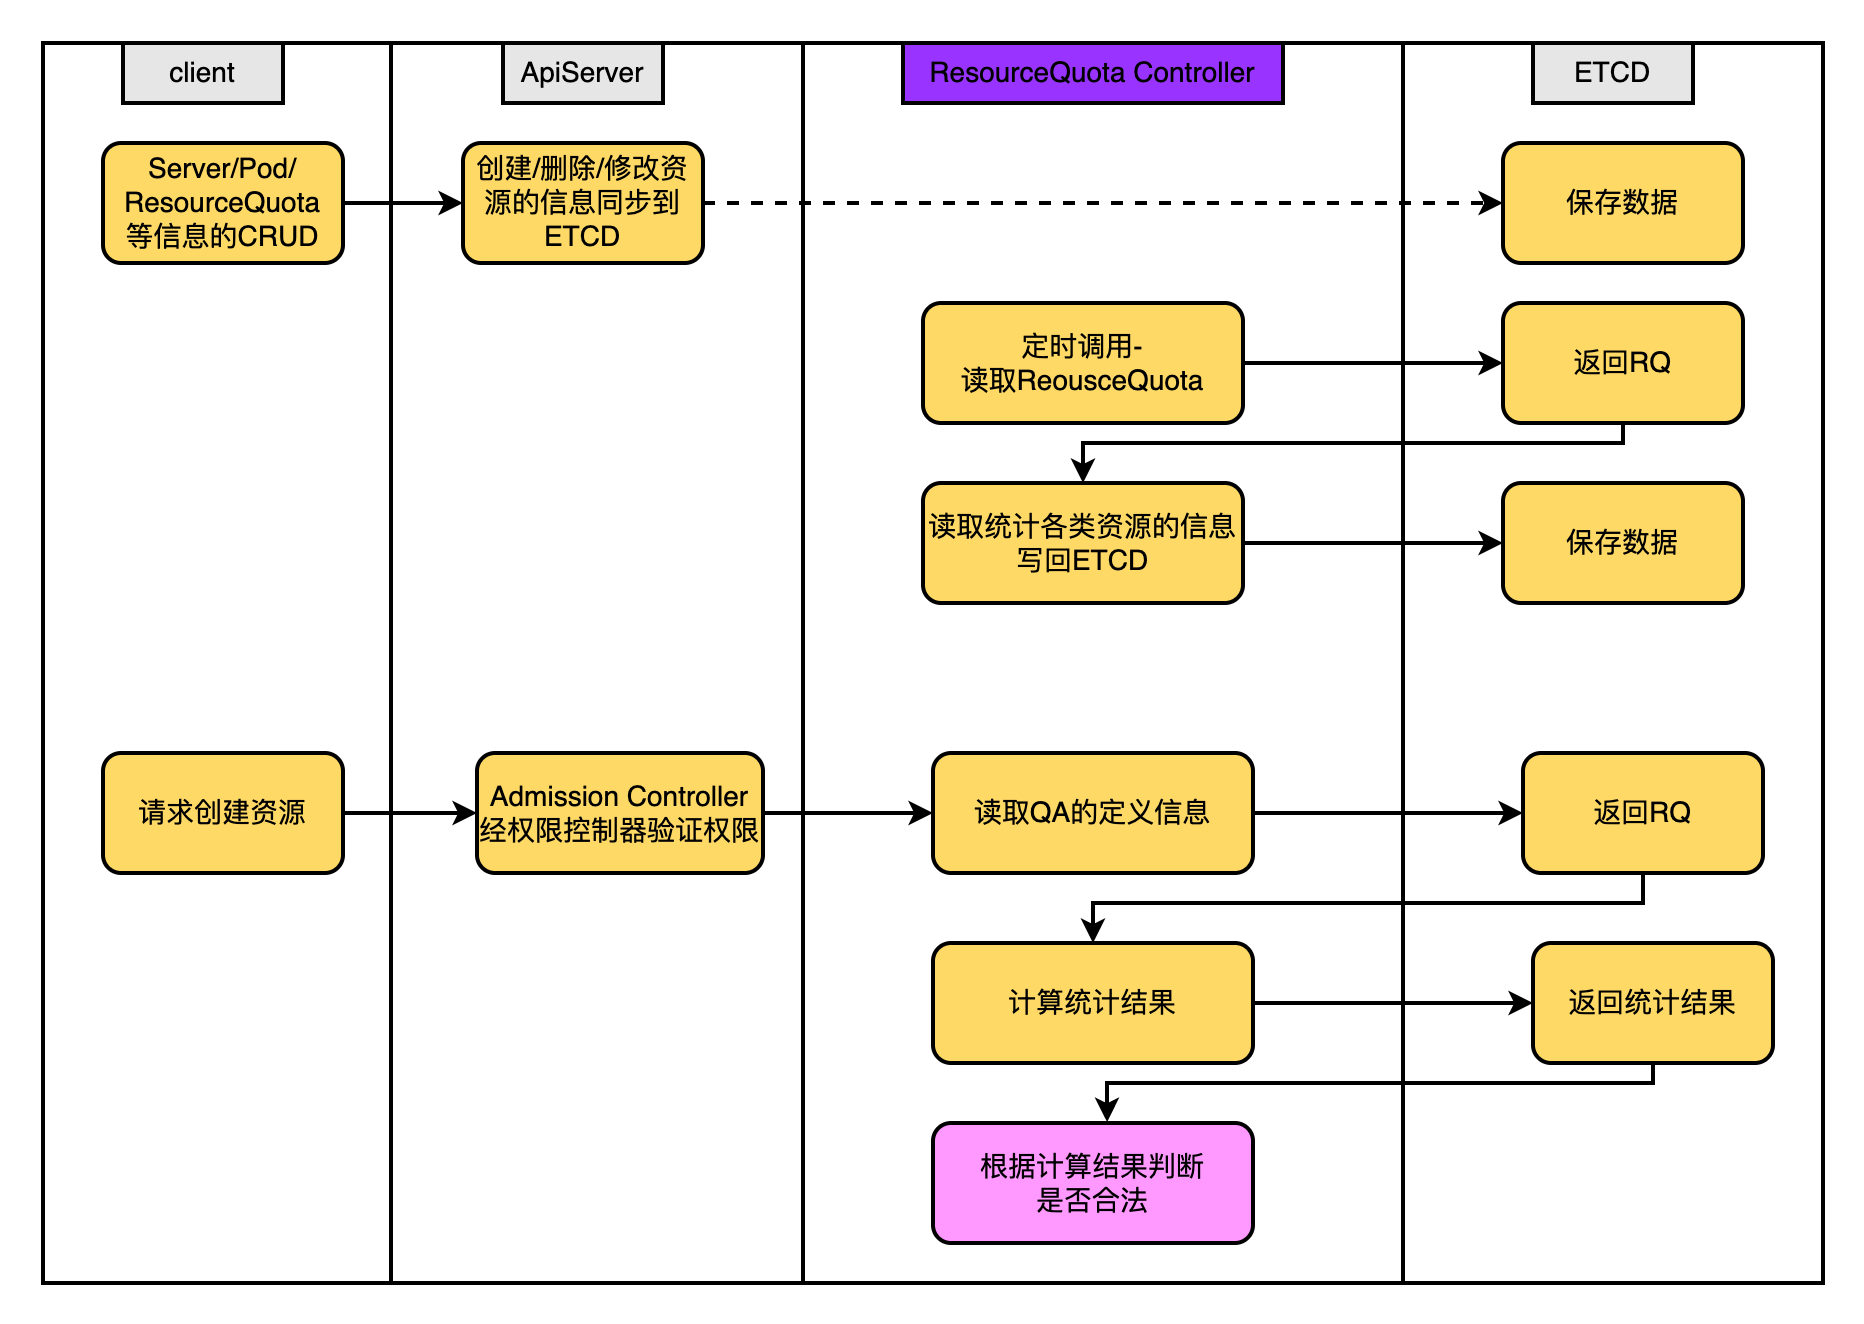 client
ApiServer
ResourceQuota Controller
ETCD
Server/Pod/
ResourceQuota
等信息的CRUD
创建/删除/修改资
源的信息同步到
ETCD
保存数据
定时调用-
读取ReousceQuota
返回RQ
读取统计各类资源的信息
写回ETCD
保存数据
请求创建资源
Admission Controller
经权限控制器验证权限
读取QA的定义信息
返回RQ
计算统计结果
返回统计结果
根据计算结果判断
是否合法